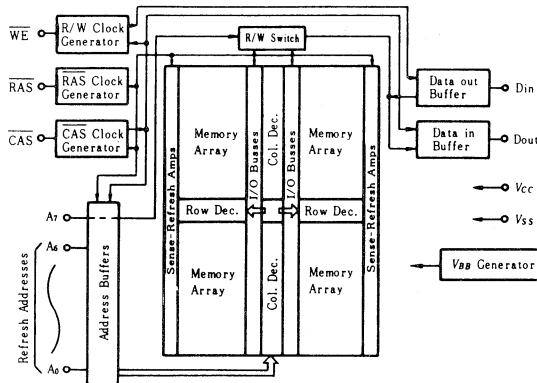 WE
R/W Clock
Generator
RAS
RAS Clock
Generator
CAS
CAS Clock
Generator
R/W Switch
Data out
Buffer
Din
Data in
Buffer
Dout
Vcc
Vss
VBB Generator
Sense-Refresh Amps
Memory
Array
I/O Busses
Col. Dec.
I/O Busses
Memory
Array
Sense-Refresh Amps
Row Dec.
Row Dec.
Memory
Array
Col. Dec.
Memory
Array
A7
A6
A0
Refresh Addresses
Address Buffers